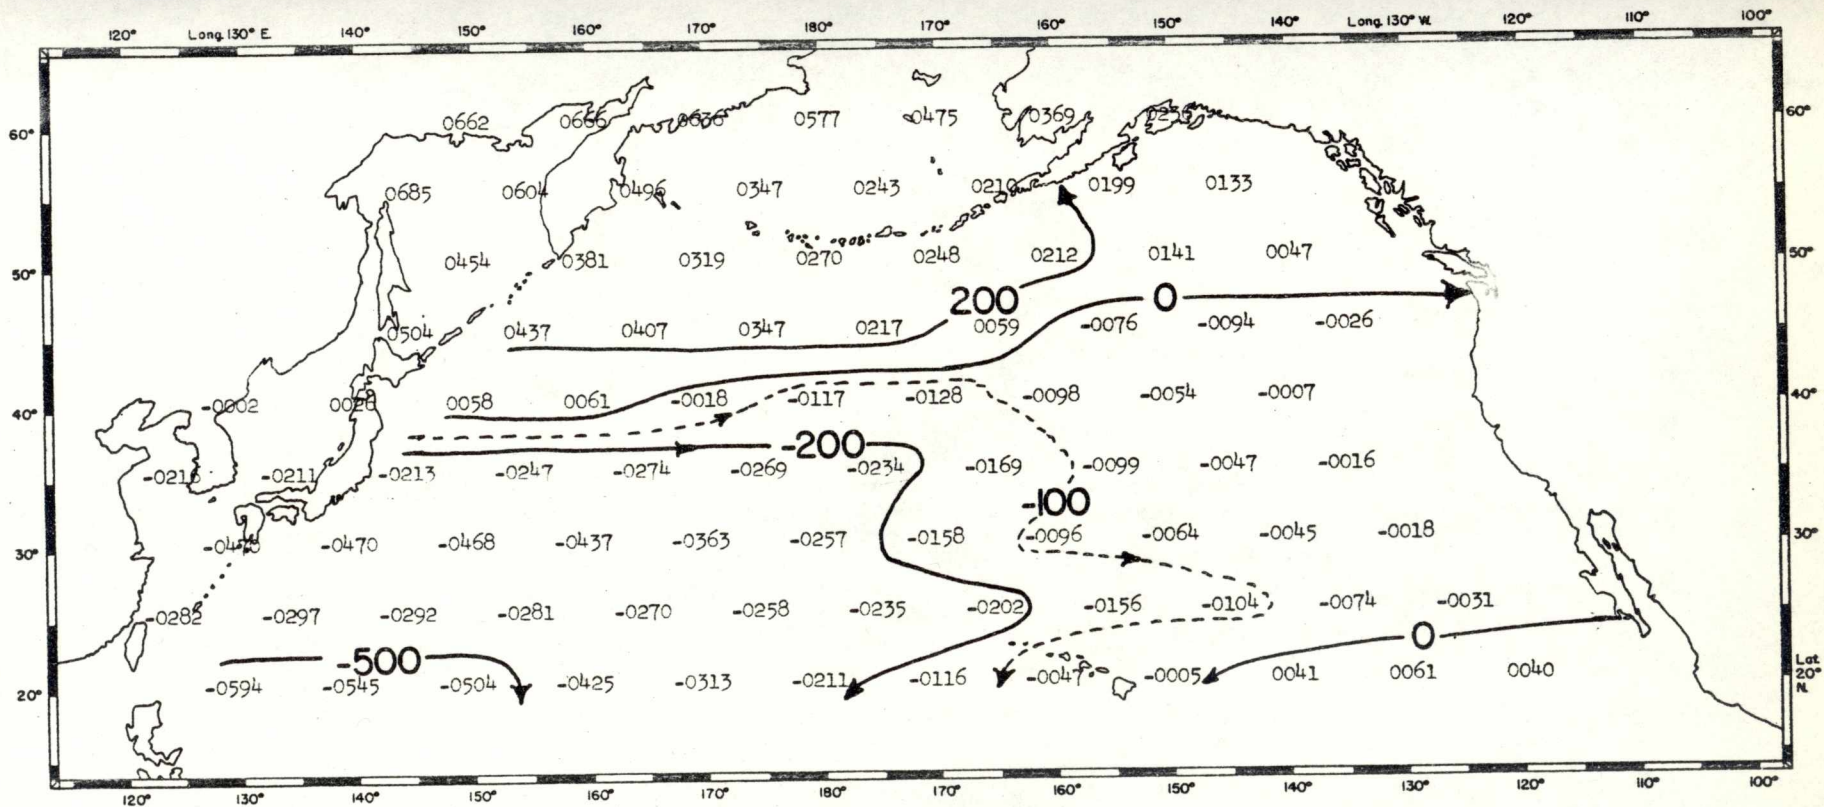 120° Long. 130° E. 140° 150° 160° 170° 180° 170° 160° 150° 140° Long. 130° W. 120° 110° 100°
60° 0662 0666 0636 0577 0475 0369 0236 60°
0685 0604 0496 0347 0243 0210 0199 0133
50° 0454 0381 0319 0270 0248 0212 0141 0047 50°
200 0
0504 0437 0407 0347 0217 0059 -0076 -0094 -0026
40° -0002 0026 0058 0061 -0018 -0117 -0128 -0098 -0054 -0007 40°
-200
-0216 -0211 -0213 -0247 -0274 -0269 -0234 -0169 -0099 -0047 -0016
-100
30° -0470 -0468 -0437 -0363 -0257 -0158 -0096 -0064 -0045 -0018 30°
-0282 -0297 -0292 -0281 -0270 -0258 -0235 -0202 -0156 -0104 -0074 -0031
0
-500
20° -0594 -0545 -0504 -0425 -0313 -0211 -0116 -0047 -0005 0041 0061 0040 Lat. 20° N.
120° 130° 140° 150° 160° 170° 180° 170° 160° 150° 140° 130° 120° 110° 100°